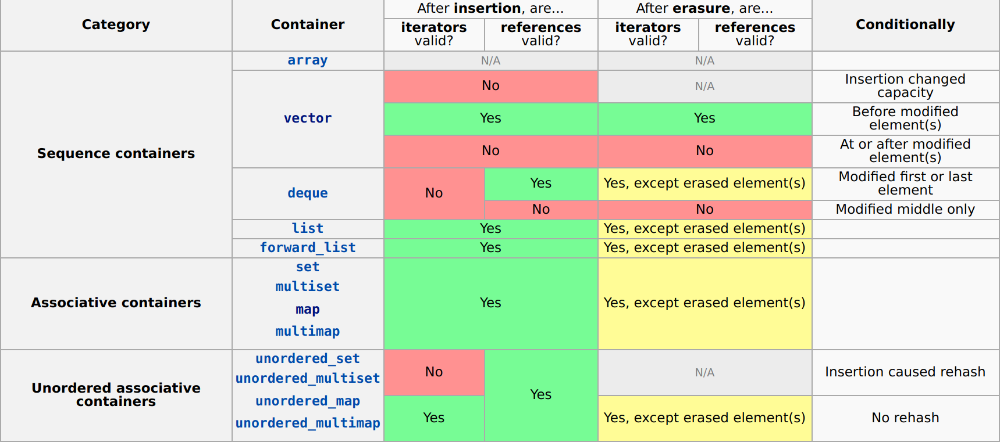 Category
Container
After insertion, are...
After erasure, are...
Conditionally
iterators
valid?
references
valid?
iterators
valid?
references
valid?
Sequence containers
array
N/A
N/A
vector
No
N/A
Insertion changed
capacity
Yes
Yes
Before modified
element(s)
No
No
At or after modified
element(s)
deque
No
Yes
Yes, except erased element(s)
Modified first or last
element
No
No
Modified middle only
list
Yes
Yes, except erased element(s)
forward_list
Yes
Yes, except erased element(s)
Associative containers
set
multiset
map
multimap
Yes
Yes, except erased element(s)
Unordered associative
containers
unordered_set
unordered_multiset
unordered_map
unordered_multimap
No
Yes
N/A
Insertion caused rehash
Yes
Yes, except erased element(s)
No rehash